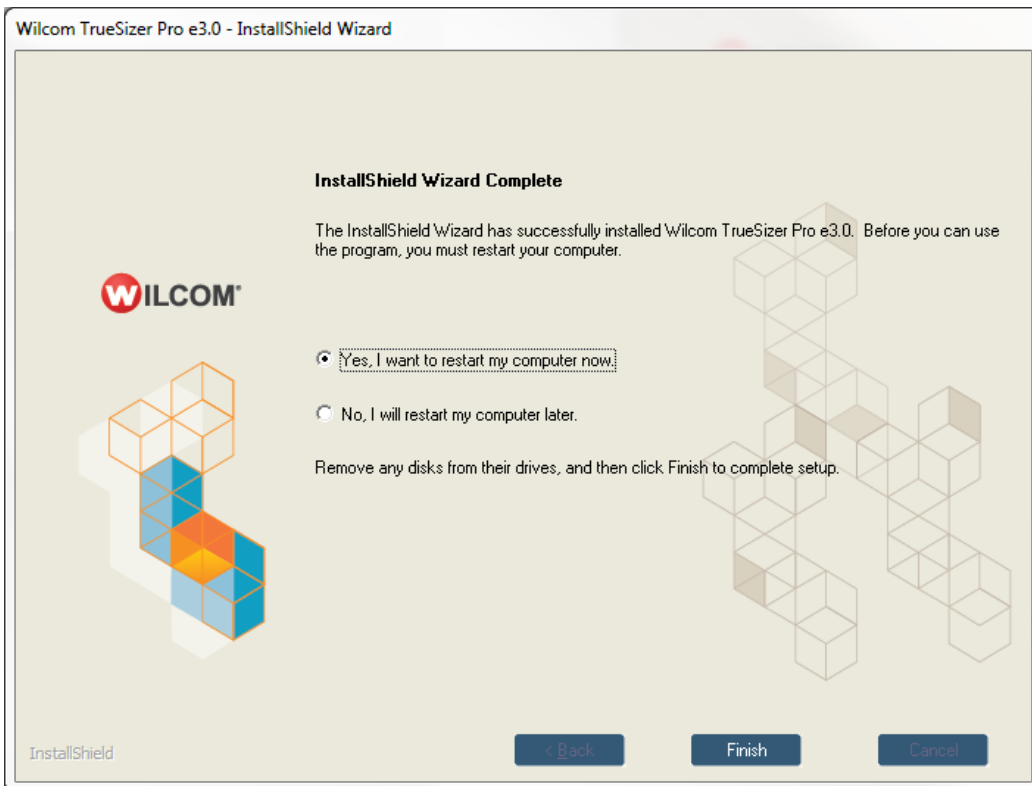 Wilcom TrueSizer Pro e3.0 - InstallShield Wizard
InstallShield Wizard Complete
The InstallShield Wizard has successfully installed Wilcom TrueSizer Pro e3.0. Before you can use
the program, you must restart your computer.
WILCOM®
Yes, I want to restart my computer now.
No, I will restart my computer later.
Remove any disks from their drives, and then click Finish to complete setup.
InstallShield
< Back
Finish
Cancel